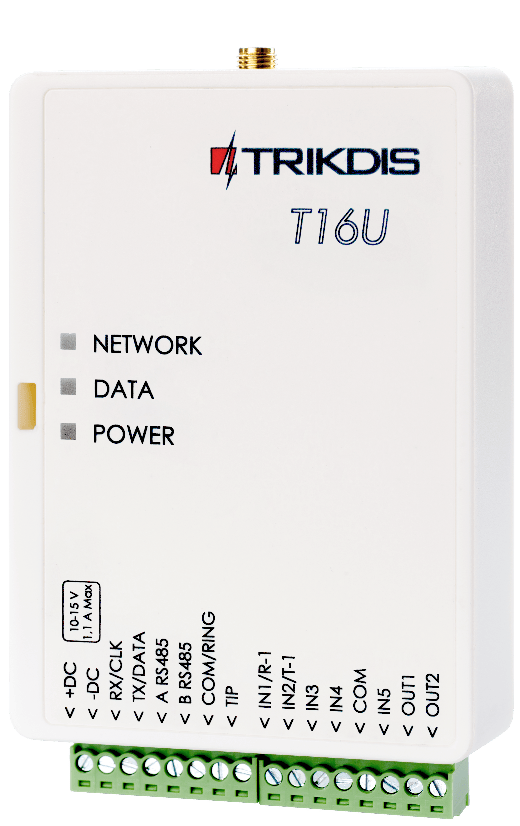 TRIKDIS
T16U
NETWORK
DATA
POWER
10-15 V
1,1 A Max
< +DC
< -DC
< RX/CLK
< TX/DATA
< A RS485
< B RS485
< COM/RING
< TIP
< IN1/R-1
< IN2/T-1
< IN3
< IN4
< COM
< IN5
< OUT1
< OUT2